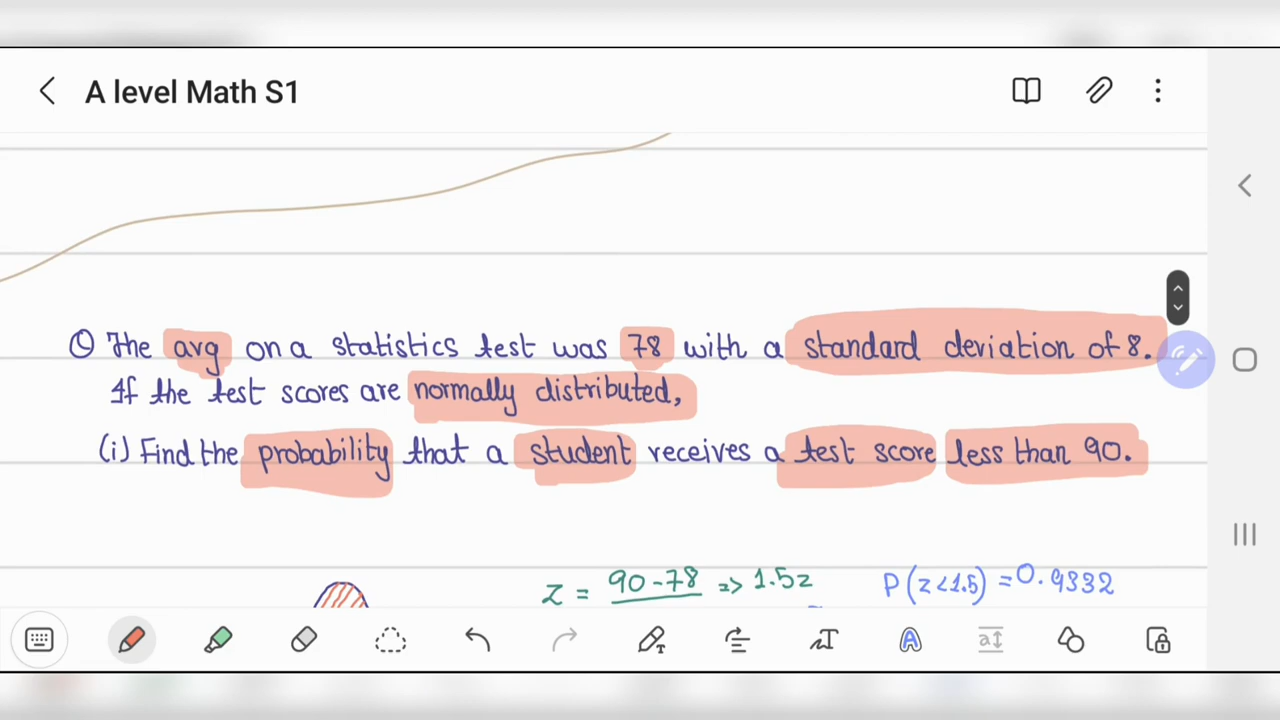 A level Math S1
Q The avg on a statistics test was 78 with a standard deviation of 8.
If the test scores are normally distributed,
(i) Find the probability that a student receives a test score less than 90.
Z = 90-78 => 1.5z P(z<1.5) = 0.9332